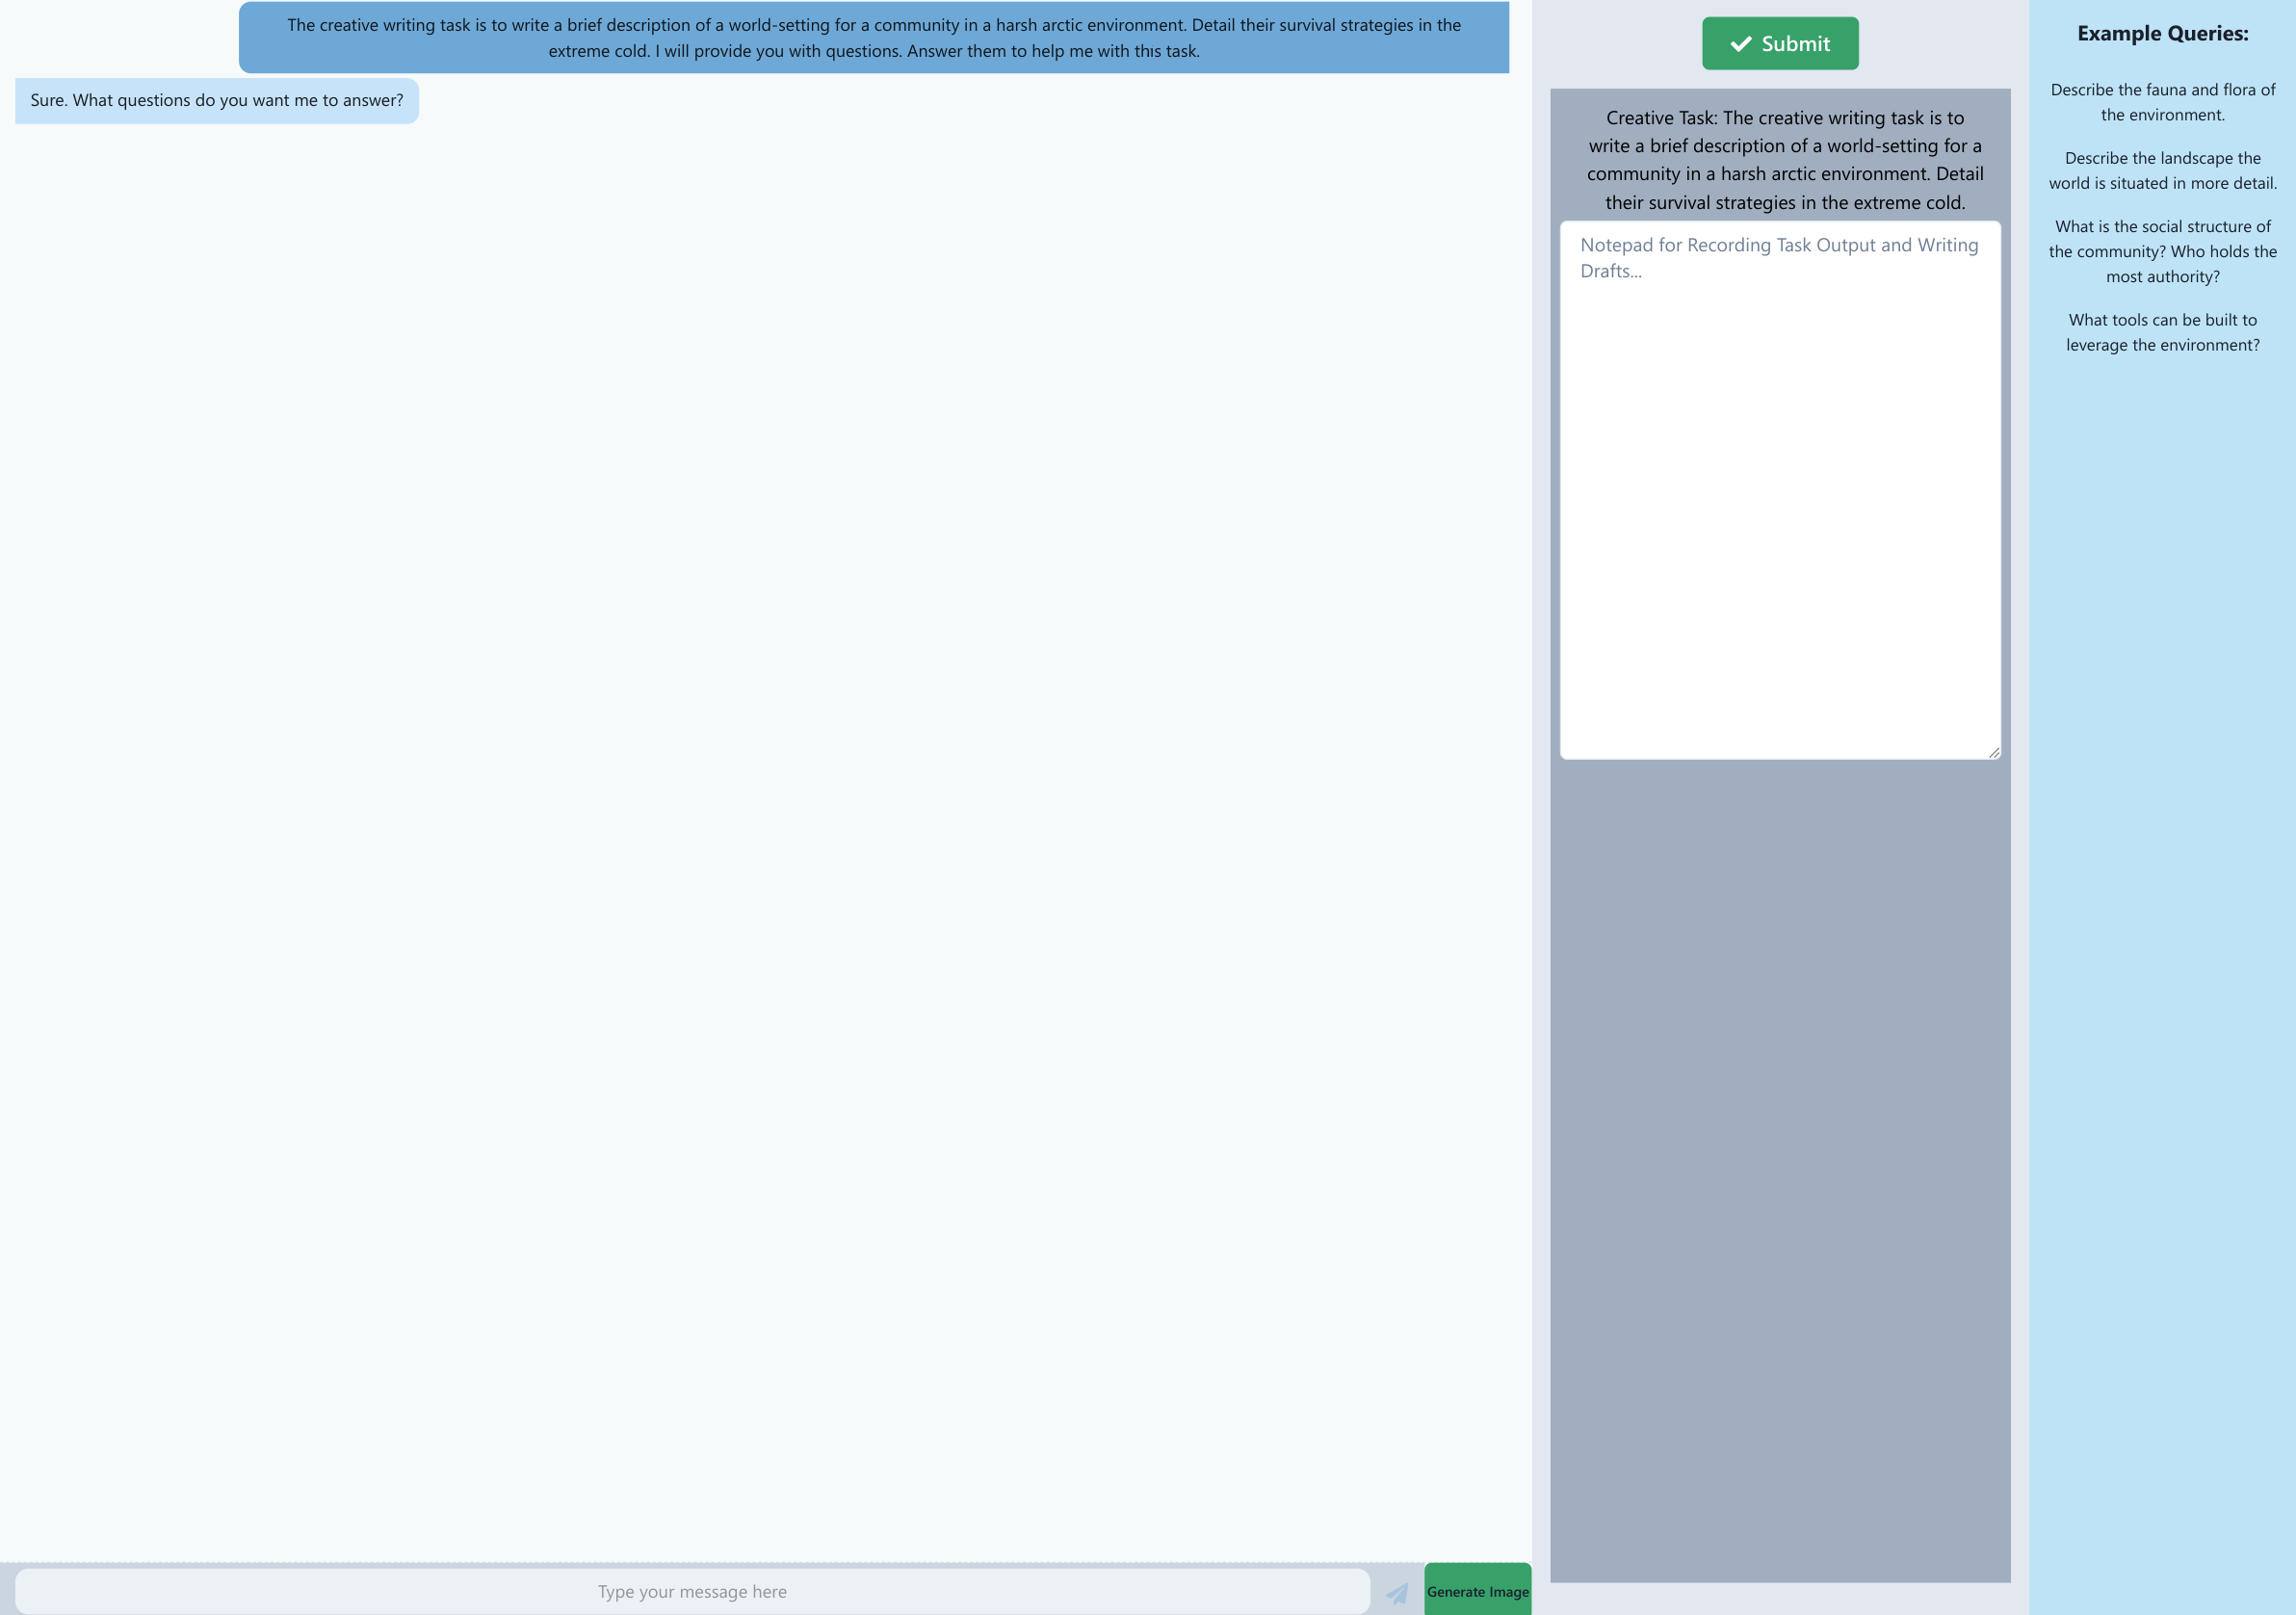 The creative writing task is to write a brief description of a world-setting for a community in a harsh arctic environment. Detail their survival strategies in the
extreme cold. I will provide you with questions. Answer them to help me with this task.
Sure. What questions do you want me to answer?
Type your message here
Generate Image
Submit
Creative Task: The creative writing task is to
write a brief description of a world-setting for a
community in a harsh arctic environment. Detail
their survival strategies in the extreme cold.
Notepad for Recording Task Output and Writing
Drafts...
Example Queries:
Describe the fauna and flora of
the environment.
Describe the landscape the
world is situated in more detail.
What is the social structure of
the community? Who holds the
most authority?
What tools can be built to
leverage the environment?